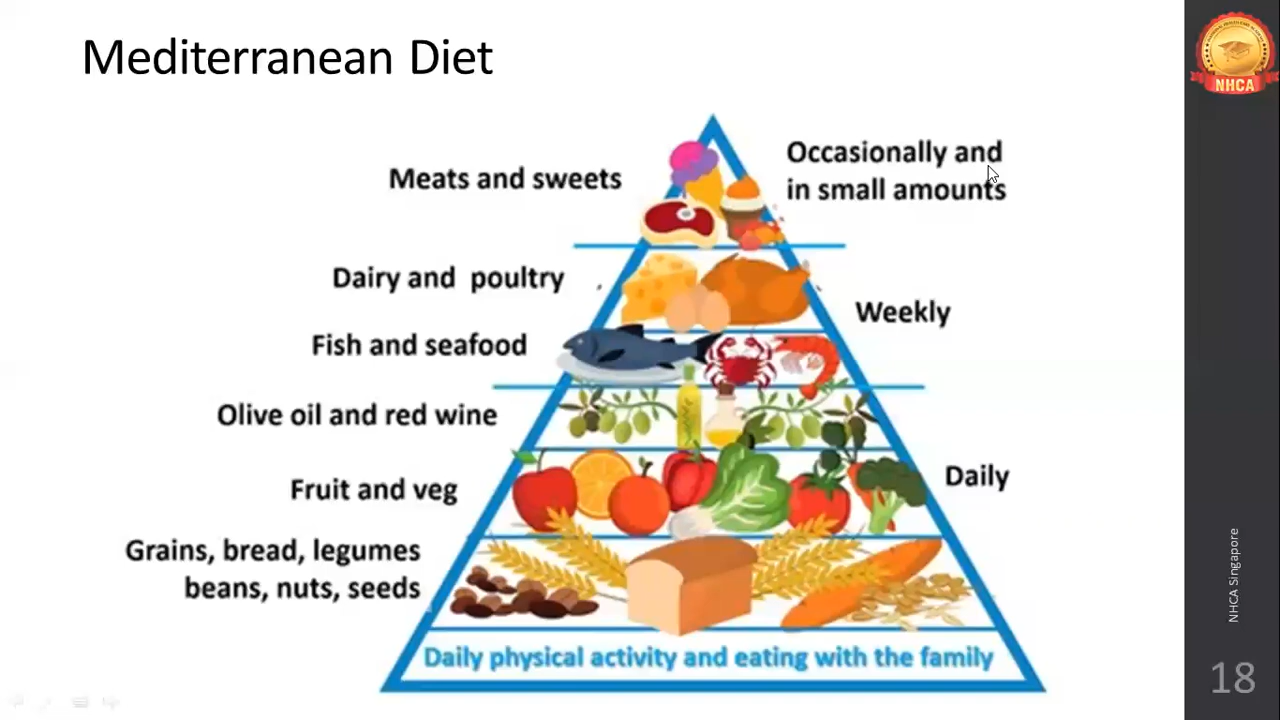 Mediterranean Diet
NHCA
Meats and sweets
Occasionally and
in small amounts
Dairy and poultry
Weekly
Fish and seafood
Olive oil and red wine
Fruit and veg
Daily
Grains, bread, legumes
beans, nuts, seeds
Daily physical activity and eating with the family
NHCA Singapore
18